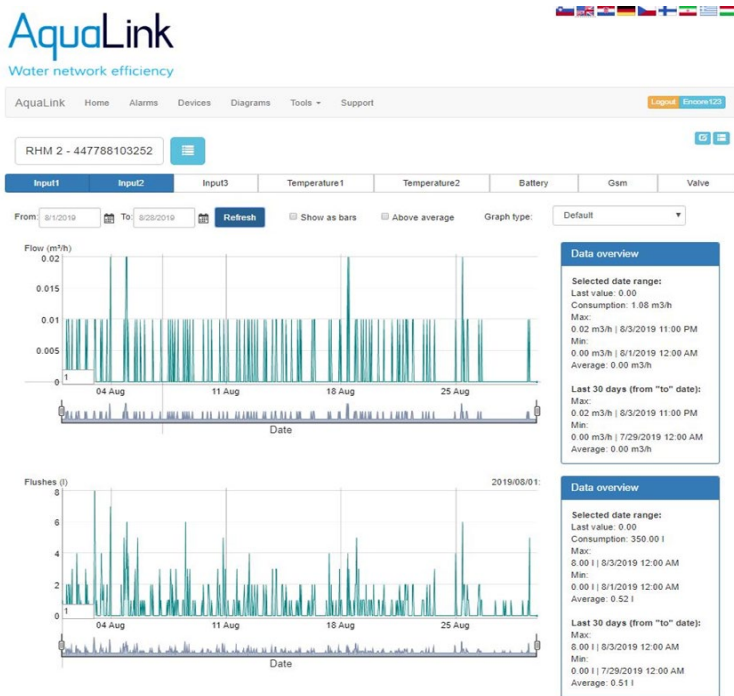 AquaLink
Water network efficiency
AquaLink Home Alarms Devices Diagrams Tools Support
Logout Encore123
RHM 2 - 447788103252
Input1 Input2 Input3 Temperature1 Temperature2 Battery Gsm Valve
From: 8/1/2019 To: 8/28/2019 Refresh Show as bars Above average Graph type: Default
Flow (m³/h)
0.02
0.015
0.01
0.005
0
1
04 Aug 11 Aug 18 Aug 25 Aug
Date
Data overview
Selected date range:
Last value: 0.00
Consumption: 1.08 m3/h
Max:
0.02 m3/h | 8/3/2019 11:00 PM
Min:
0.00 m3/h | 8/1/2019 12:00 AM
Average: 0.00 m3/h
Last 30 days (from "to" date):
Max:
0.02 m3/h | 8/3/2019 11:00 PM
Min:
0.00 m3/h | 7/29/2019 12:00 AM
Average: 0.00 m3/h
Flushes (l)
2019/08/01:
8
6
4
2
0
1
04 Aug 11 Aug 18 Aug 25 Aug
Date
Data overview
Selected date range:
Last value: 0.00
Consumption: 350.00 l
Max:
8.00 l | 8/3/2019 12:00 AM
Min:
0.00 l | 8/1/2019 12:00 AM
Average: 0.52 l
Last 30 days (from "to" date):
Max:
8.00 l | 8/3/2019 12:00 AM
Min:
0.00 l | 7/29/2019 12:00 AM
Average: 0.51 l